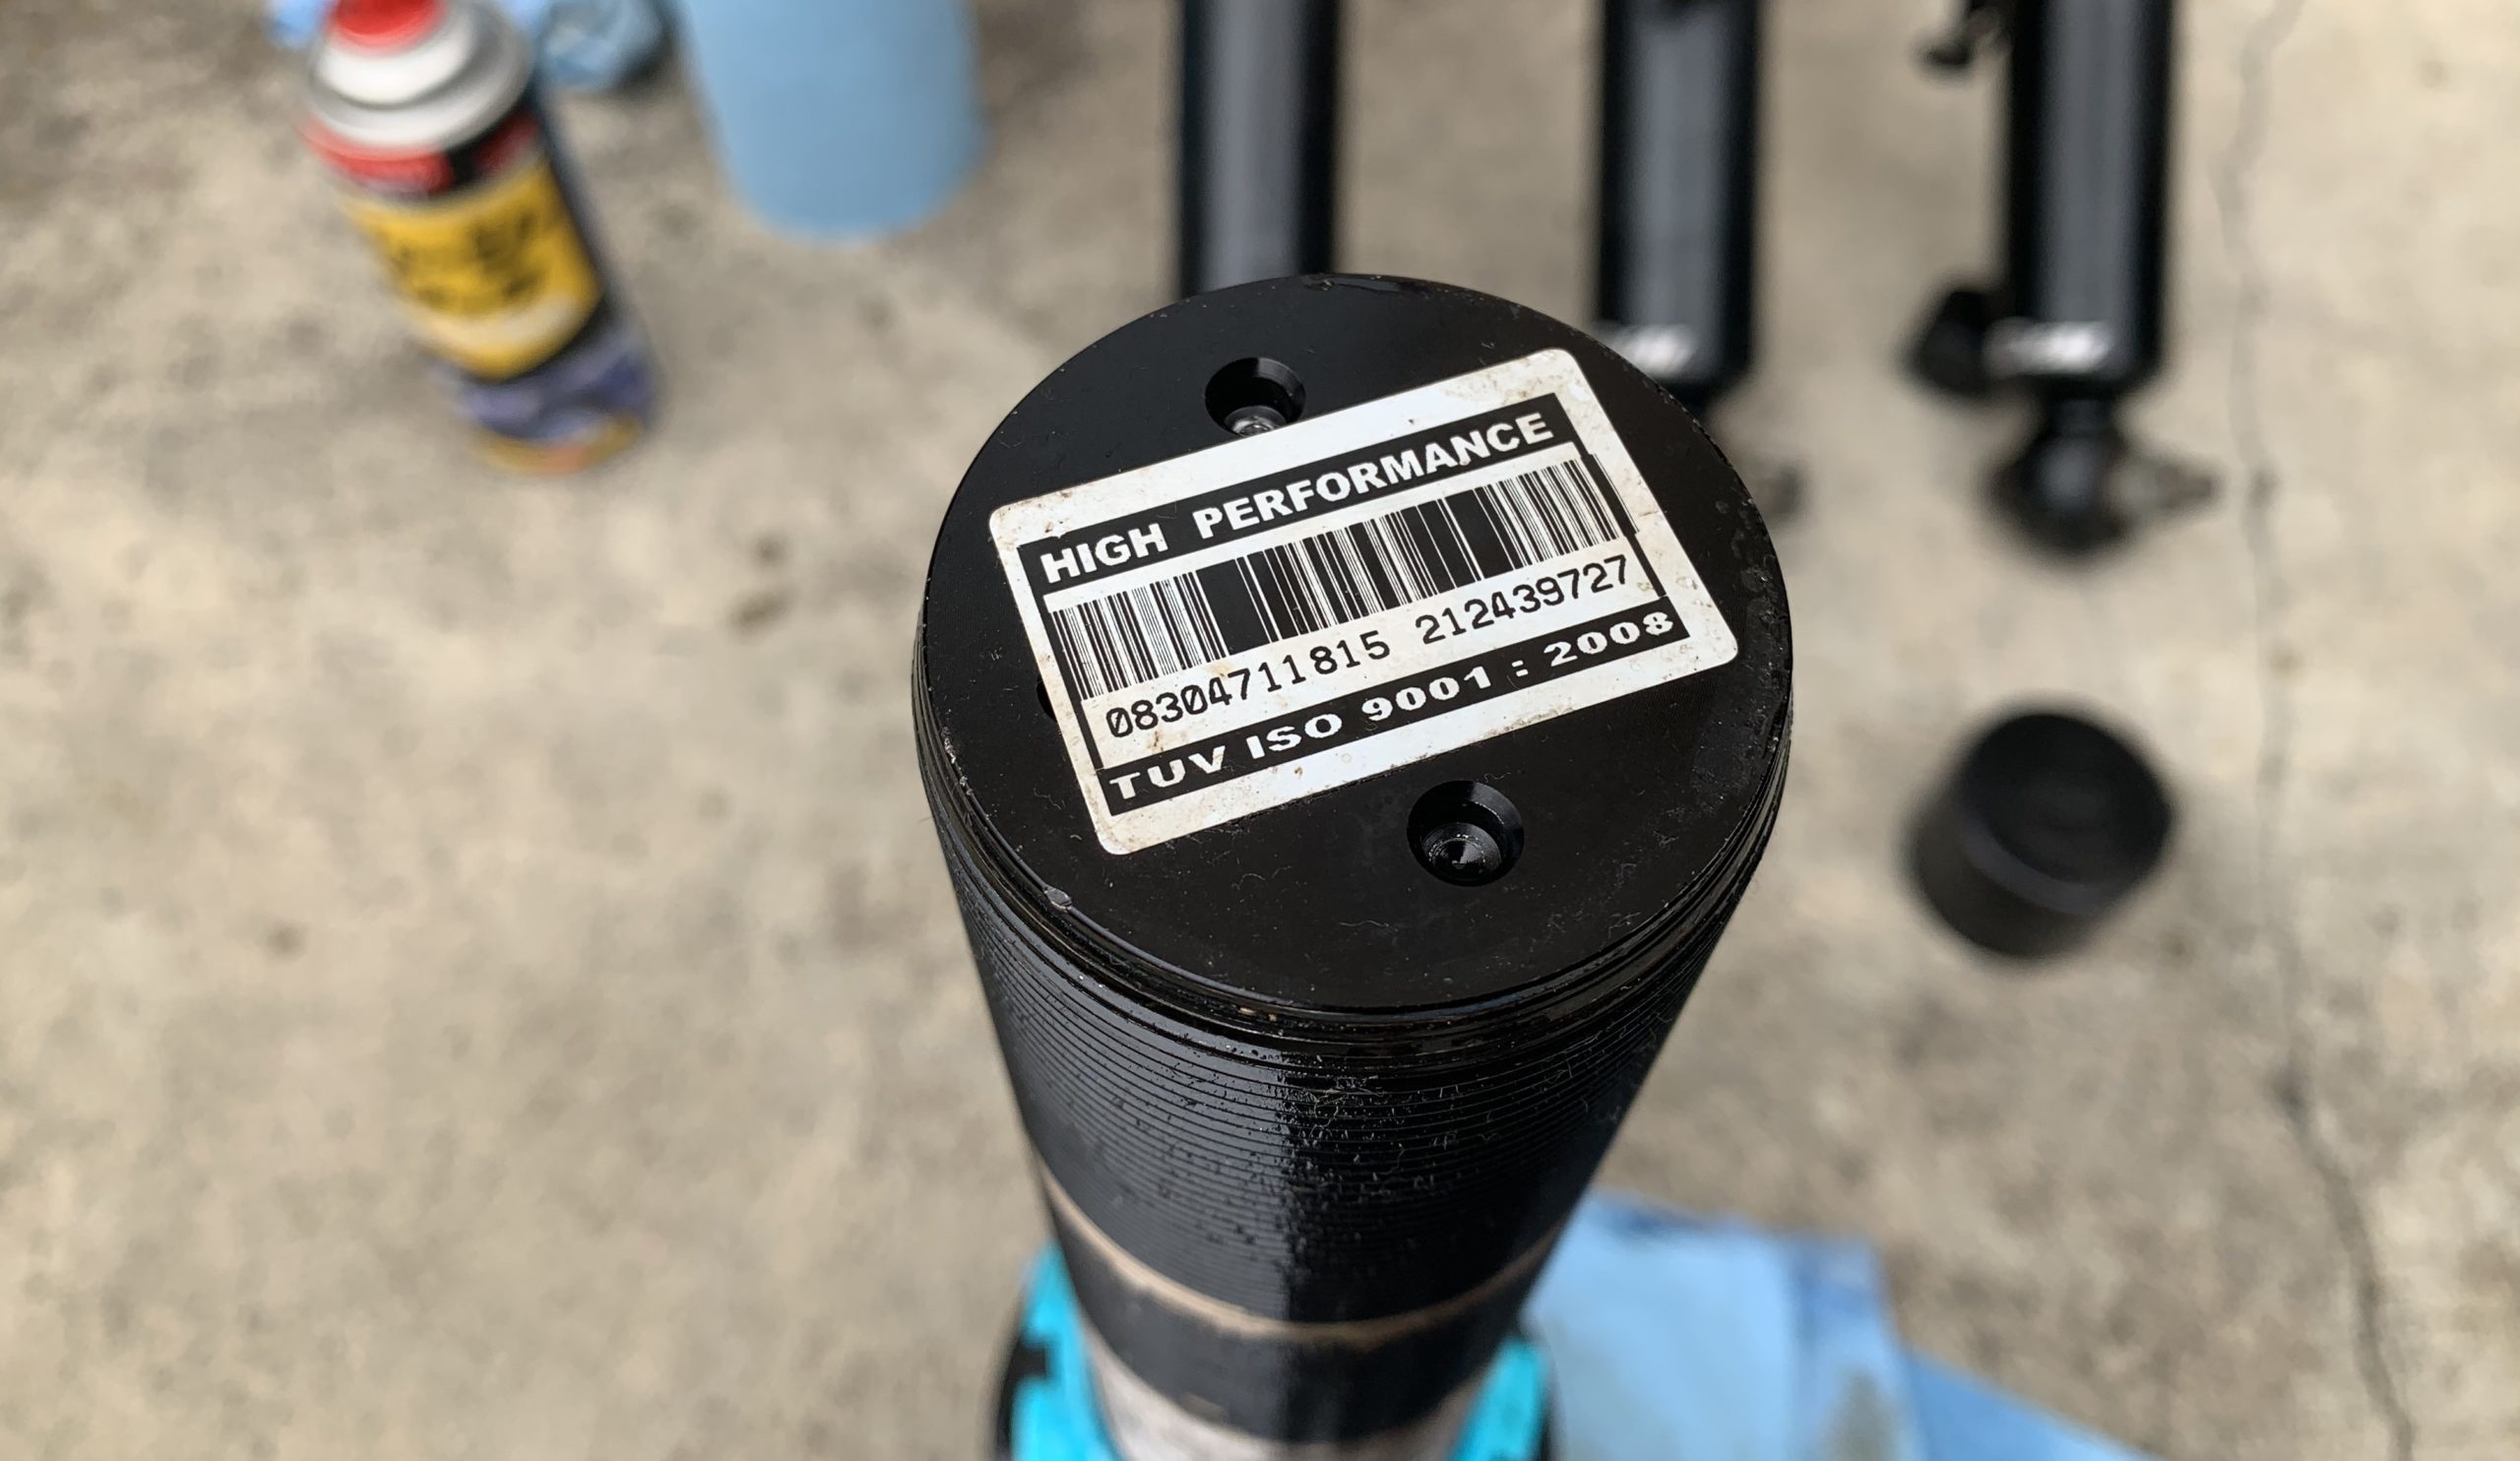 HIGH PERFORMANCE
08304711815 212439727
TUV ISO 9001 : 2008